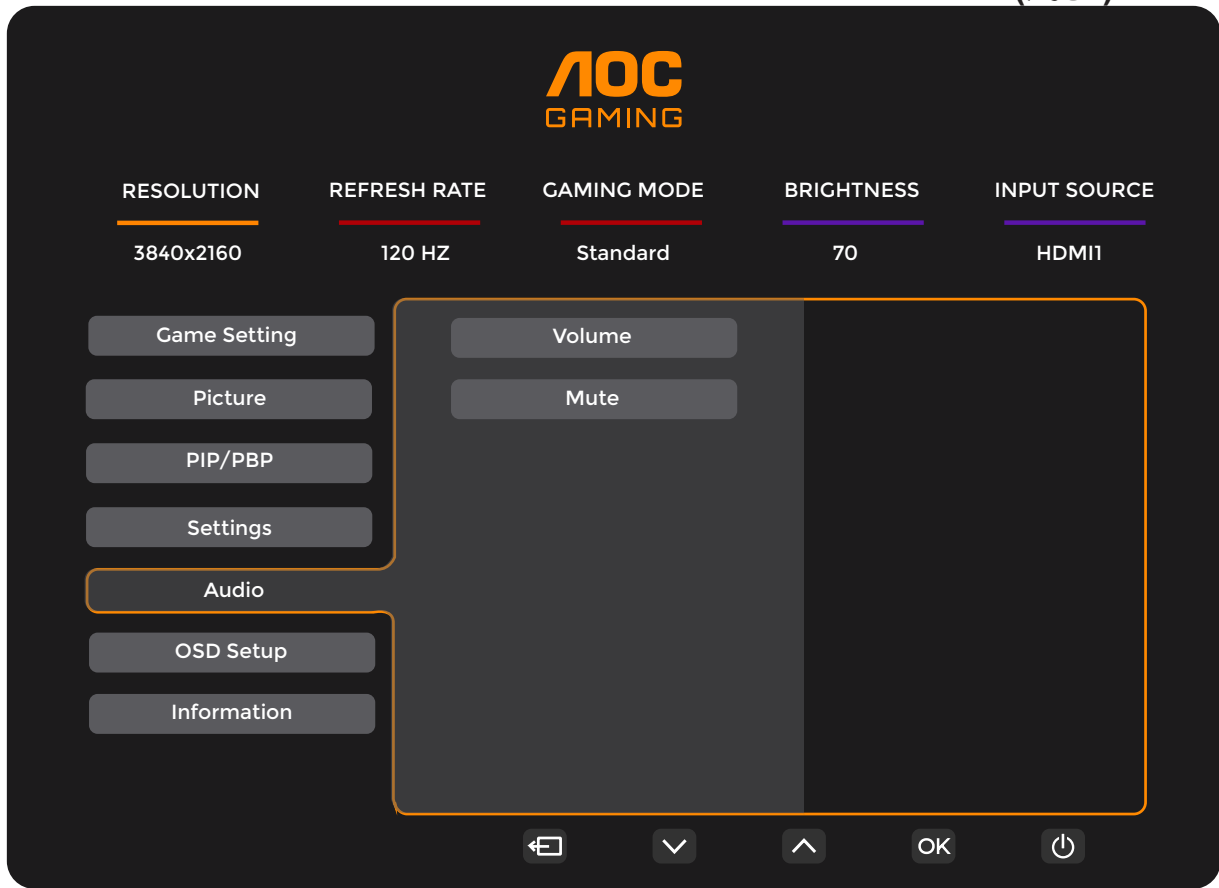 AOC
GAMING
RESOLUTION REFRESH RATE GAMING MODE BRIGHTNESS INPUT SOURCE
3840x2160 120 HZ Standard 70 HDMI1
Game Setting Volume
Picture Mute
PIP/PBP
Settings
Audio
OSD Setup
Information
OK